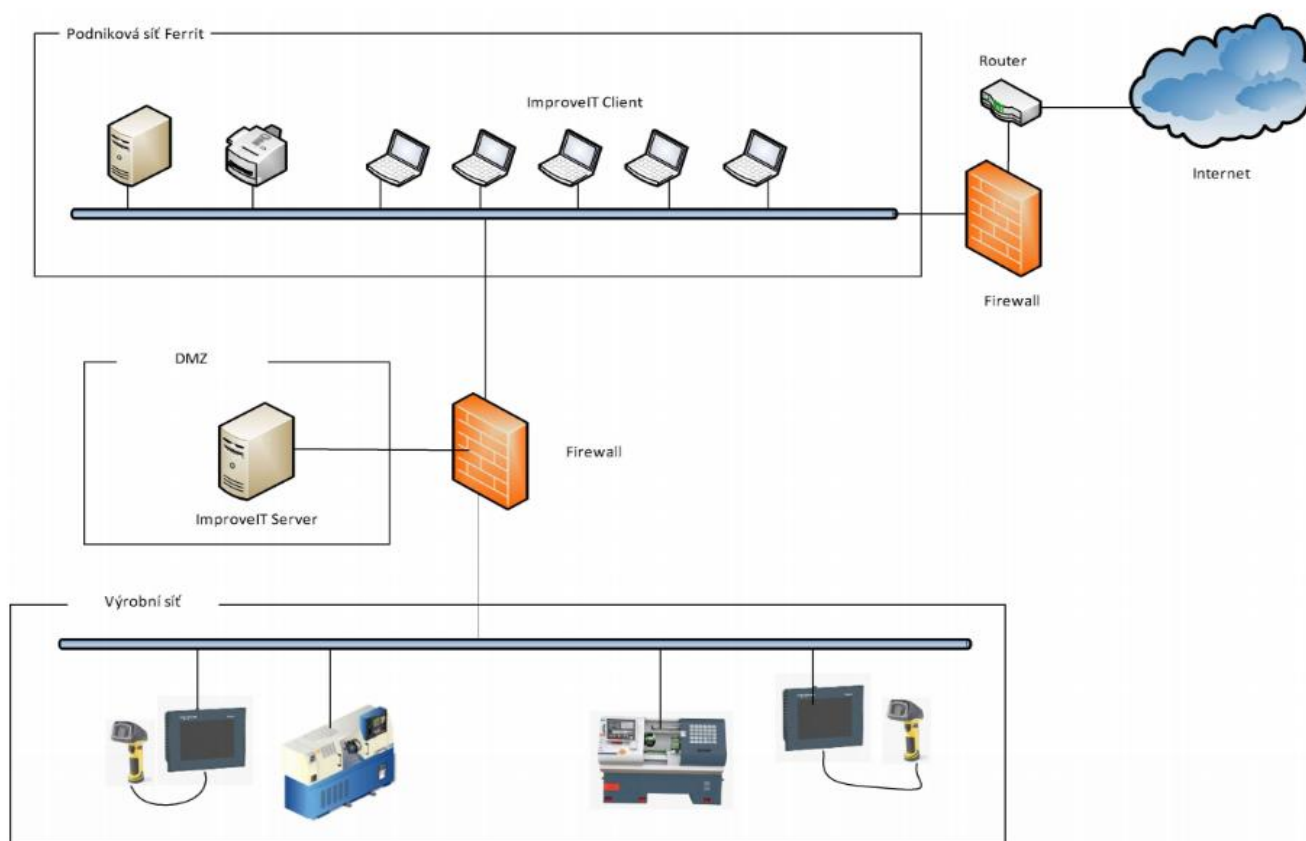 Podniková síť Ferrit
ImproveIT Client
Router
Internet
Firewall
DMZ
Firewall
ImproveIT Server
Výrobní síť